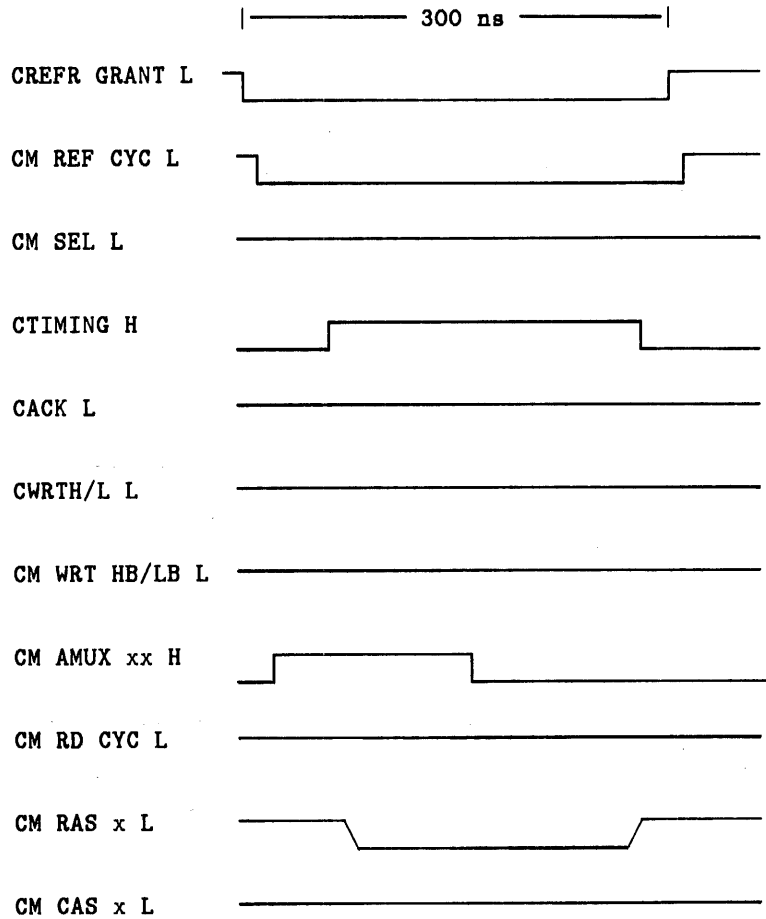 300 ns
CREFR GRANT L
CM REF CYC L
CM SEL L
CTIMING H
CACK L
CWRTH/L L
CM WRT HB/LB L
CM AMUX xx H
CM RD CYC L
CM RAS x L
CM CAS x L